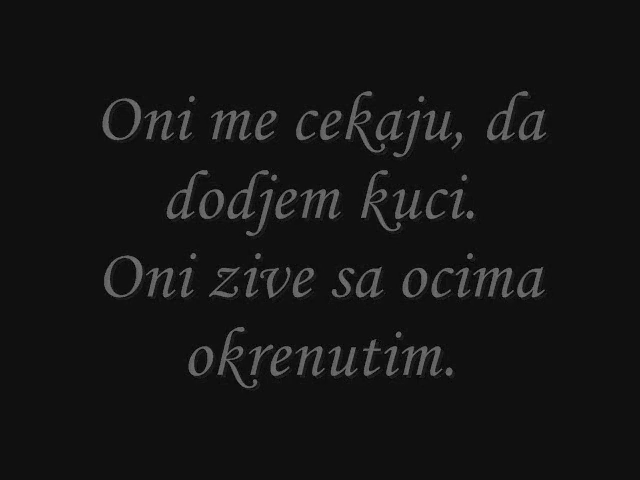 Oni me cekaju, da
dodjem kuci.
Oni zive sa ocima
okrenutim.